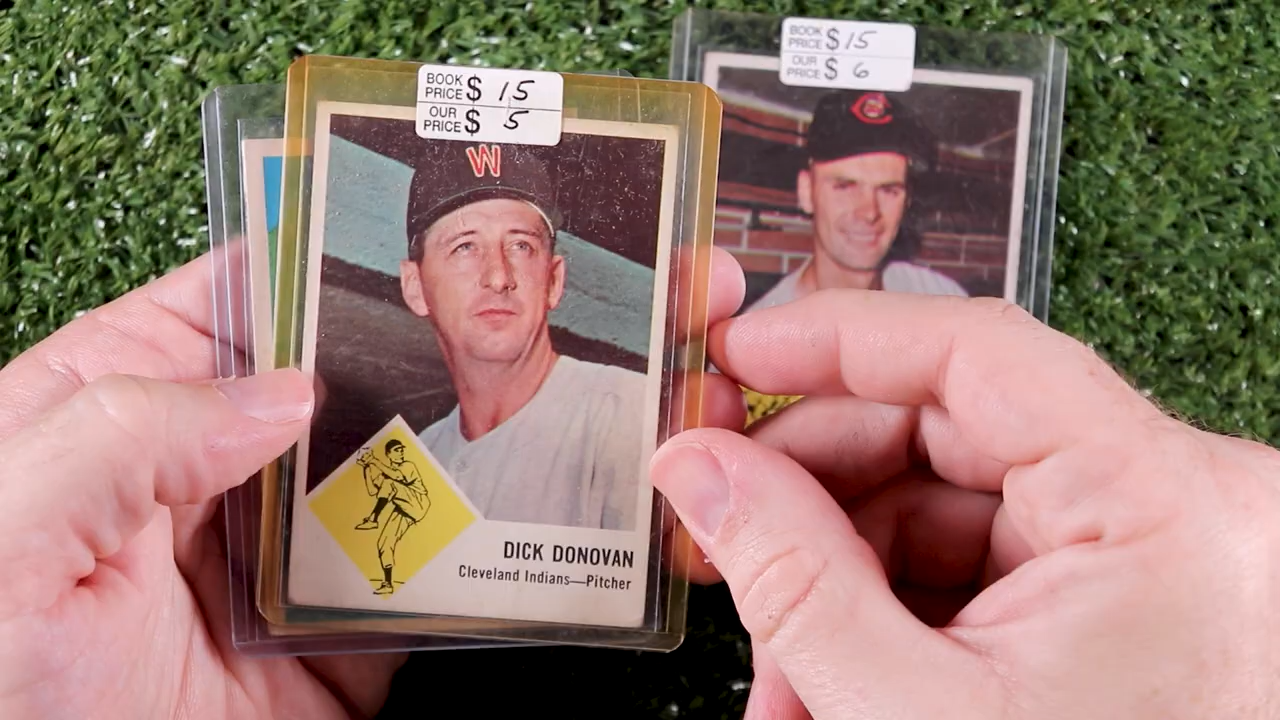 BOOK PRICE $ 15
OUR PRICE $ 5
W
DICK DONOVAN
Cleveland Indians—Pitcher
BOOK PRICE $ 15
OUR PRICE $ 6
C